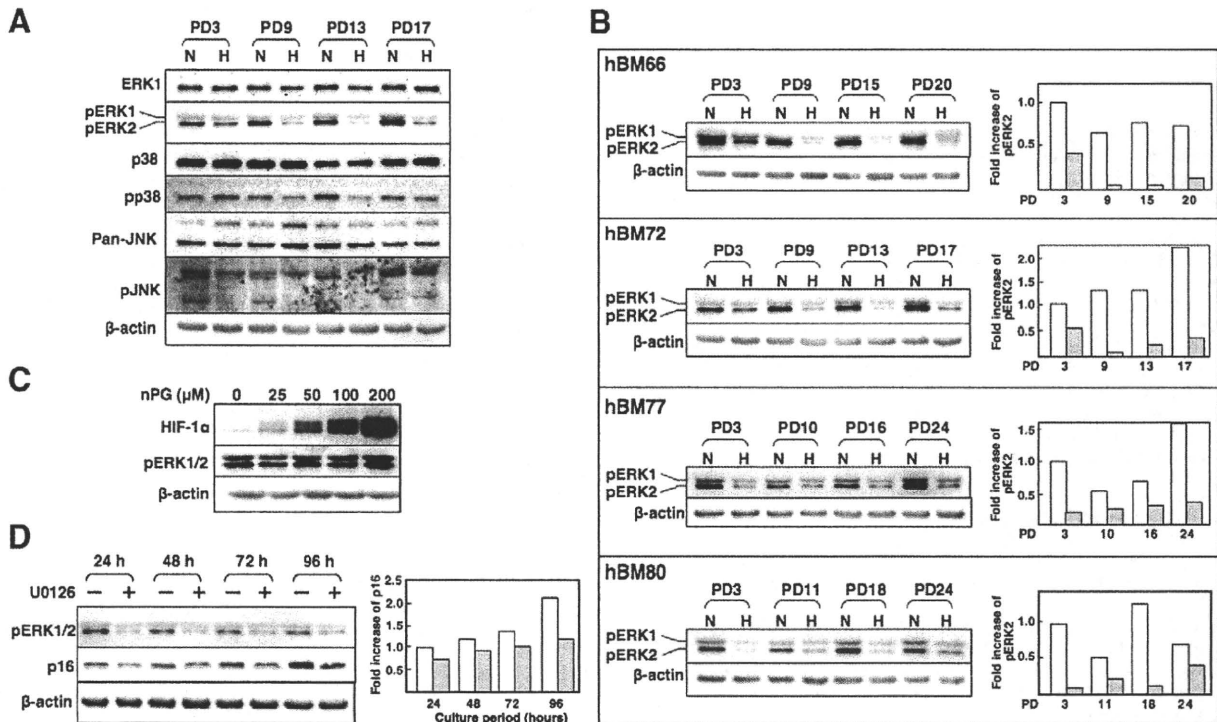 A
PD3 PD9 PD13 PD17
N H N H N H N H
ERK1
pERK1
pERK2
p38
pp38
Pan-JNK
pJNK
β-actin
B
hBM66
PD3 PD9 PD15 PD20
N H N H N H N H
pERK1
pERK2
β-actin
Fold increase of
pERK2
1.0
0.5
PD 3 9 15 20
hBM72
PD3 PD9 PD13 PD17
N H N H N H N H
pERK1
pERK2
β-actin
Fold increase of
pERK2
2.0
1.5
1.0
0.5
PD 3 9 13 17
hBM77
PD3 PD10 PD16 PD24
N H N H N H N H
pERK1
pERK2
β-actin
Fold increase of
pERK2
1.5
1.0
0.5
PD 3 10 16 24
hBM80
PD3 PD11 PD18 PD24
N H N H N H N H
pERK1
pERK2
β-actin
Fold increase of
pERK2
1.0
0.5
PD 3 11 18 24
C
nPG (μM) 0 25 50 100 200
HIF-1α
pERK1/2
β-actin
D
24 h 48 h 72 h 96 h
U0126 − + − + − + − +
pERK1/2
p16
β-actin
Fold increase of p16
2.5
2.0
1.5
1.0
0.5
24 48 72 96
Culture period (hours)